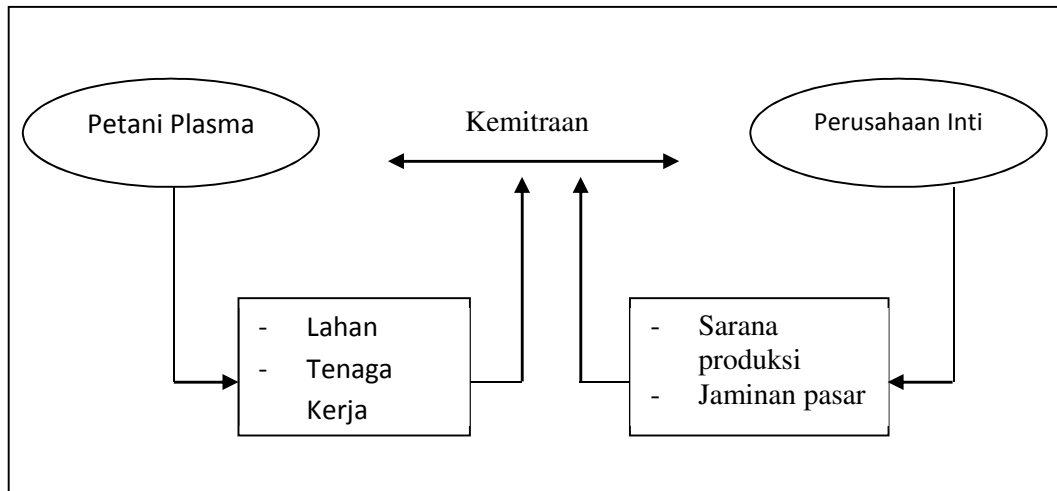 Petani Plasma
Kemitraan
Perusahaan Inti
- Lahan
- Tenaga
Kerja
- Sarana
produksi
- Jaminan pasar